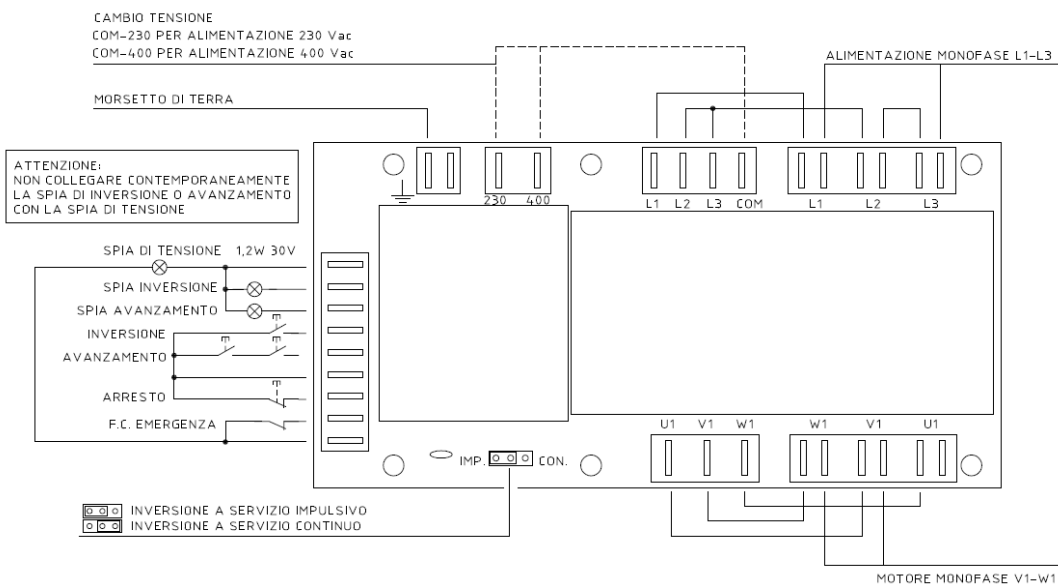 CAMBIO TENSIONE
COM-230 PER ALIMENTAZIONE 230 Vac
COM-400 PER ALIMENTAZIONE 400 Vac
ALIMENTAZIONE MONOFASE L1-L3
MORSETTO DI TERRA
ATTENZIONE:
NON COLLEGARE CONTEMPORANEAMENTE
LA SPIA DI INVERSIONE O AVANZAMENTO
CON LA SPIA DI TENSIONE
230 400
L1 L2 L3 COM
L1 L2 L3
SPIA DI TENSIONE 1,2W 30V
SPIA INVERSIONE
SPIA AVANZAMENTO
INVERSIONE
AVANZAMENTO
ARRESTO
F.C. EMERGENZA
U1 V1 W1
W1 V1 U1
IMP. CON.
INVERSIONE A SERVIZIO IMPULSIVO
INVERSIONE A SERVIZIO CONTINUO
MOTORE MONOFASE V1-W1